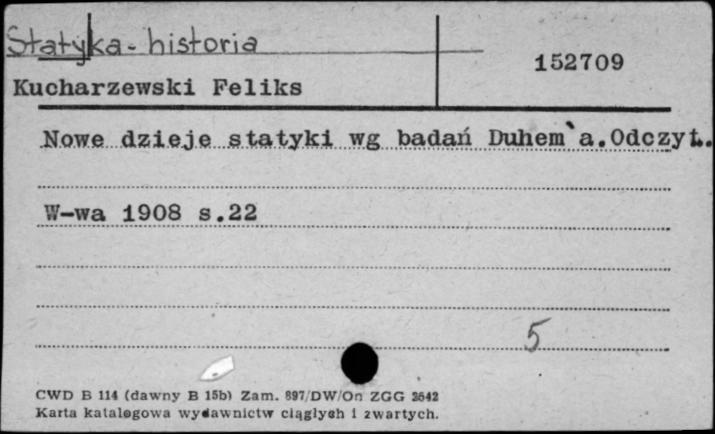 Statyka - historia
152709
Kucharzewski Feliks
Nowe dzieje statyki wg badań Duhem`a.Odczyt.
W-wa 1908 s.22
5
CWD B 114 (dawny B 15b) Zam. 897/DW/On ZGG 2642
Karta katalogowa wydawnictw ciągłych i zwartych.